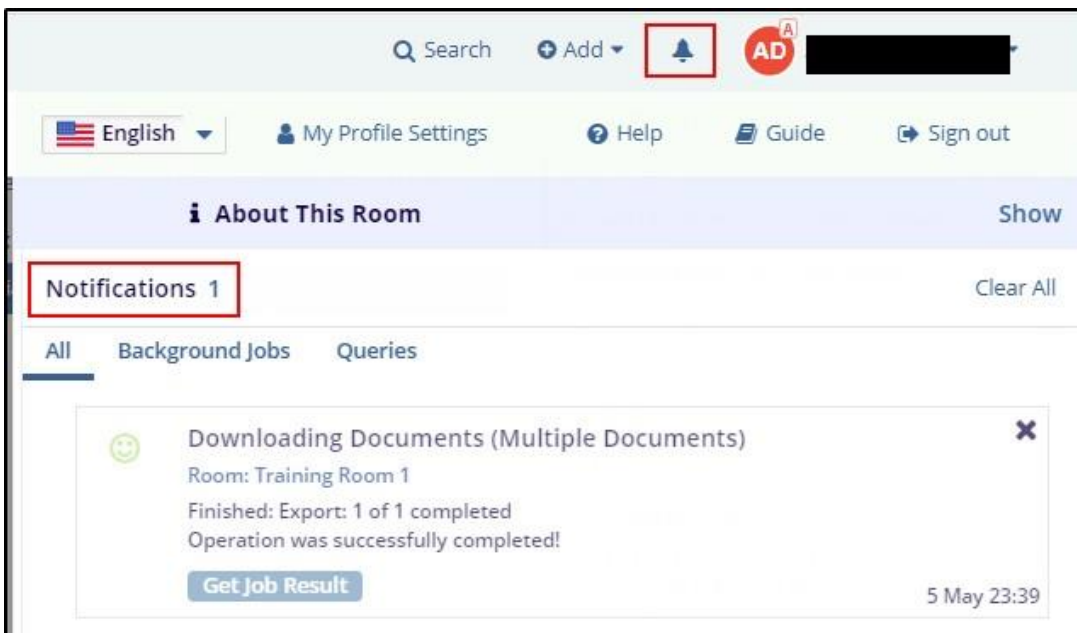 Search Add AD A
English My Profile Settings Help Guide Sign out
i About This Room Show
Notifications 1 Clear All
All Background Jobs Queries
Downloading Documents (Multiple Documents)
Room: Training Room 1
Finished: Export: 1 of 1 completed
Operation was successfully completed!
Get Job Result
5 May 23:39